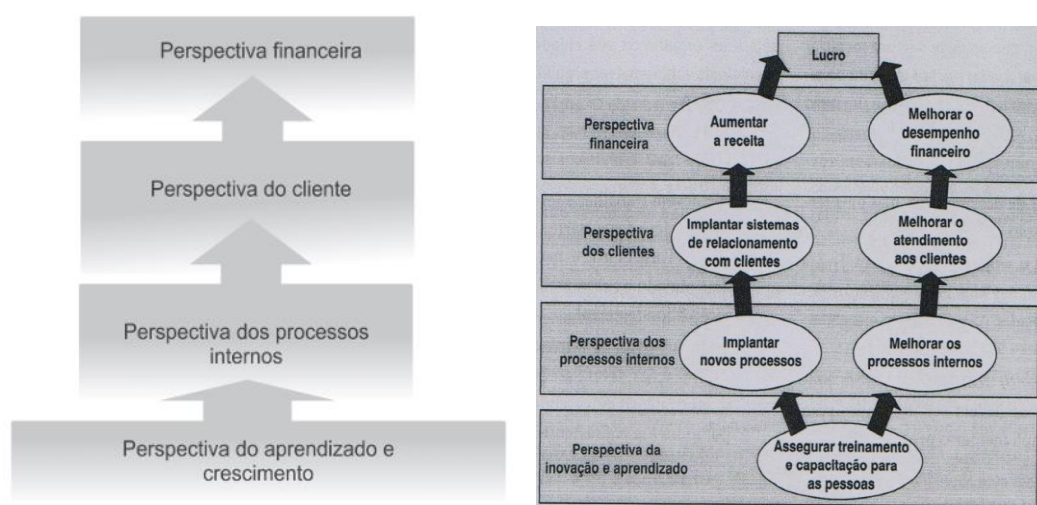 Perspectiva financeira
Perspectiva do cliente
Perspectiva dos processos
internos
Perspectiva do aprendizado e
crescimento
Lucro
Perspectiva
financeira
Aumentar
a receita
Melhorar o
desempenho
financeiro
Perspectiva
dos clientes
Implantar sistemas
de relacionamento
com clientes
Melhorar o
atendimento
aos clientes
Perspectiva dos
processos internos
Implantar
novos processos
Melhorar os
processos internos
Perspectiva da
inovação e aprendizado
Assegurar treinamento
e capacitação para
as pessoas